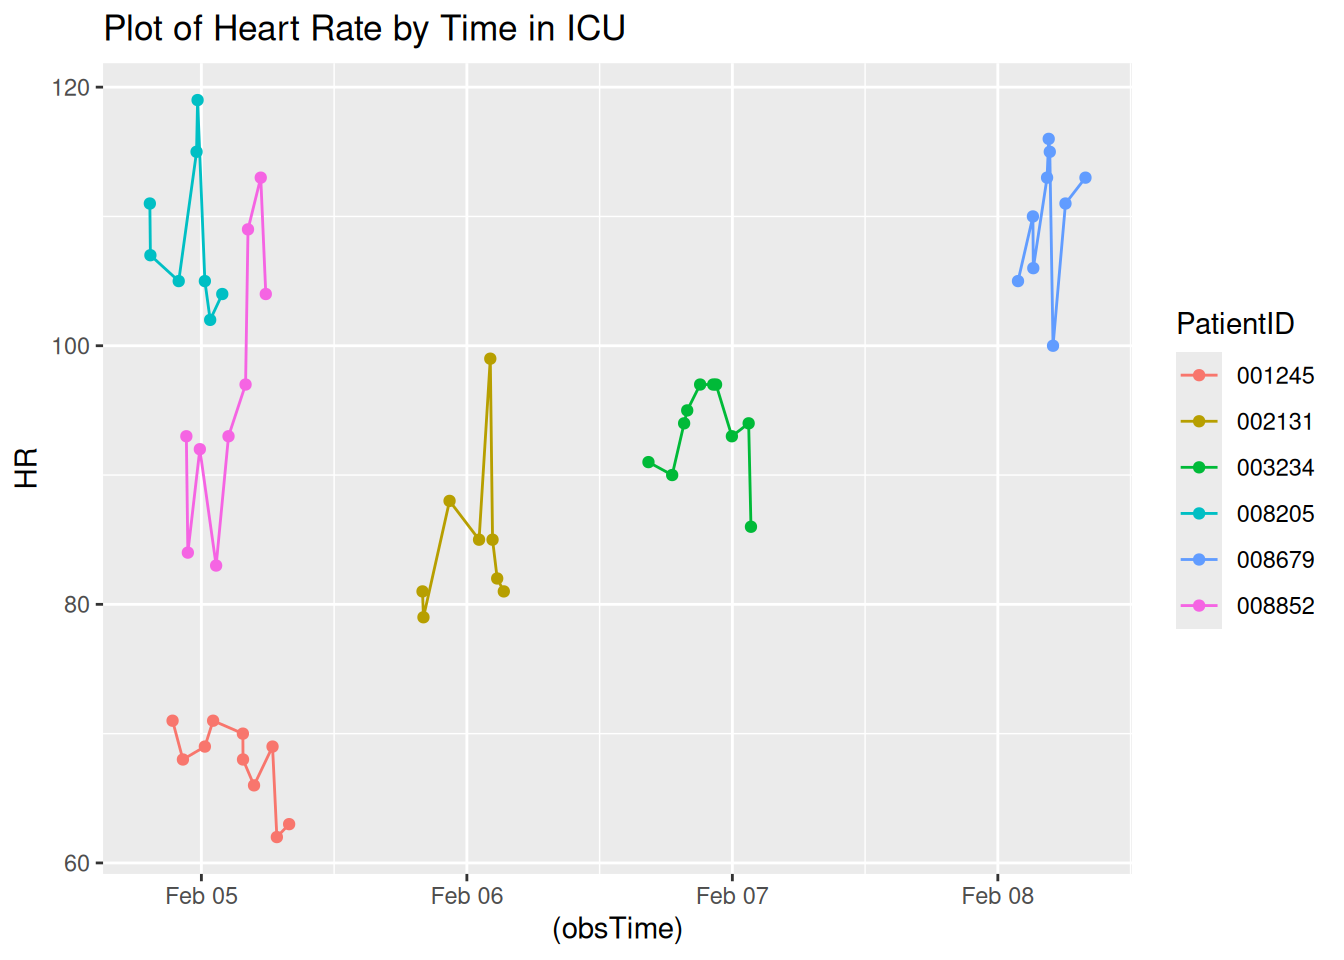 Plot of Heart Rate by Time in ICU
120
100
80
60
HR
Feb 05
Feb 06
Feb 07
Feb 08
(obsTime)
PatientID
001245
002131
003234
008205
008679
008852